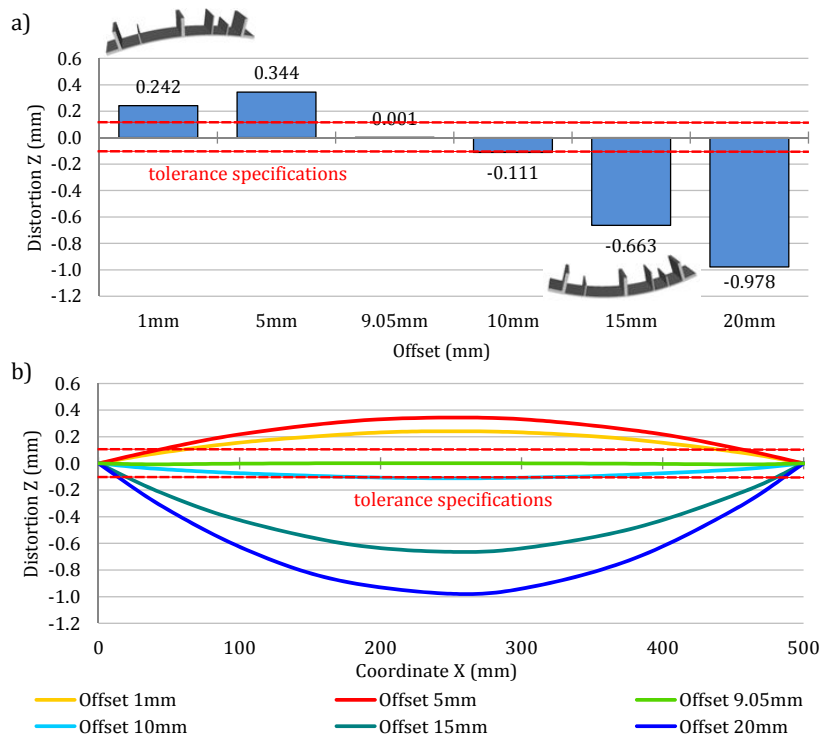 a)
0.6
0.4
0.2
0.0
-0.2
-0.4
-0.6
-0.8
-1.0
-1.2
Distortion Z (mm)
0.242
0.344
0.001
-0.111
-0.663
-0.978
tolerance specifications
1mm 5mm 9.05mm 10mm 15mm 20mm
Offset (mm)
b)
0.6
0.4
0.2
0.0
-0.2
-0.4
-0.6
-0.8
-1.0
-1.2
Distortion Z (mm)
tolerance specifications
0 100 200 300 400 500
Coordinate X (mm)
Offset 1mm Offset 5mm Offset 9.05mm
Offset 10mm Offset 15mm Offset 20mm